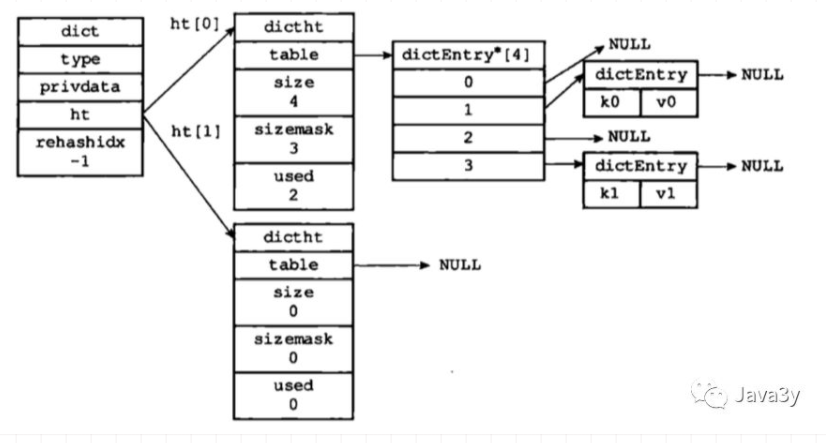 dict
type
privdata
ht
rehashidx
-1
ht[0]
ht[1]
dictht
table
size
4
sizemask
3
used
2
dictEntry*[4]
0
1
2
3
NULL
dictEntry
k0 v0
NULL
NULL
dictEntry
k1 v1
NULL
dictht
table
size
0
sizemask
0
used
0
NULL
Java3y